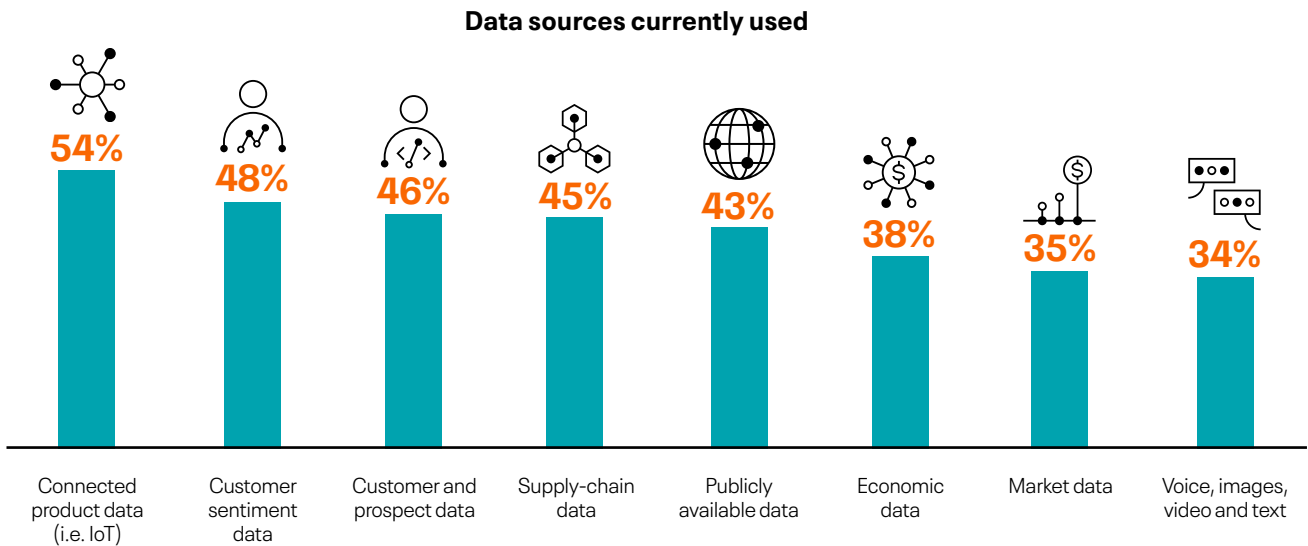 Data sources currently used
54%
48%
46%
45%
43%
$
38%
$
35%
34%
Connected
product data
(i.e. IoT)
Customer
sentiment
data
Customer and
prospect data
Supply-chain
data
Publicly
available data
Economic
data
Market data
Voice, images,
video and text